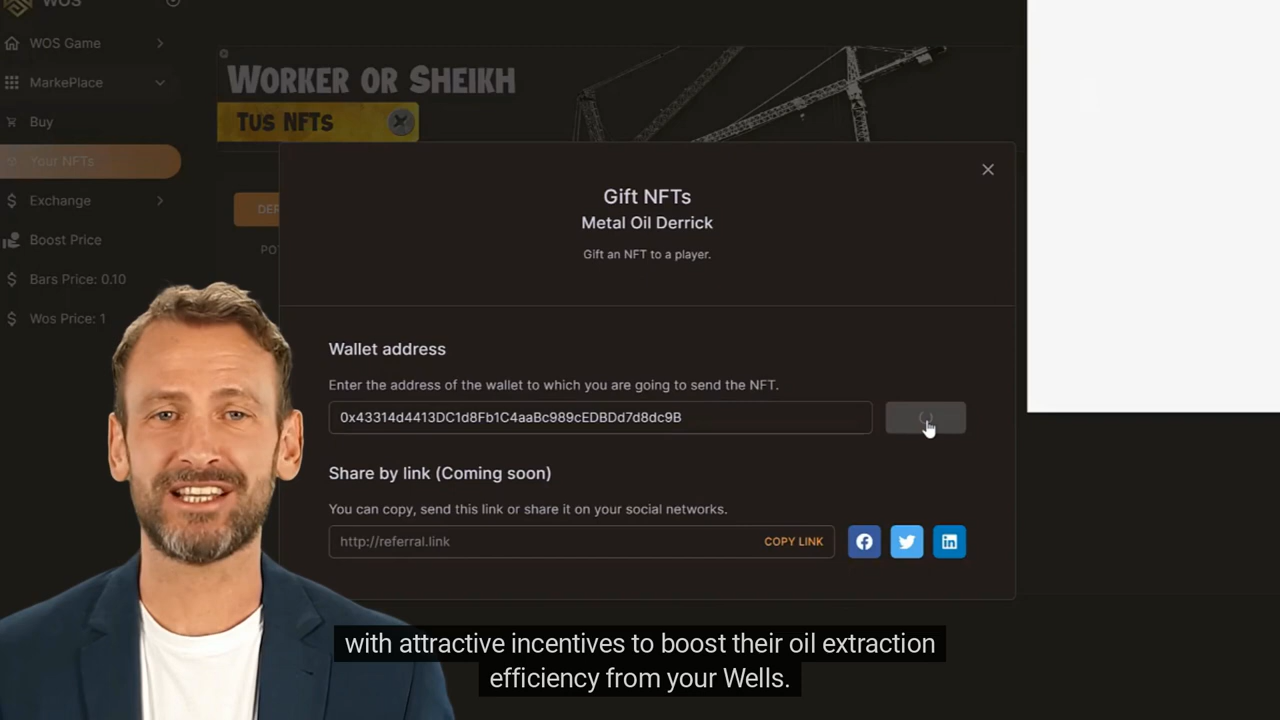 WOS
WOS Game
MarkePlace
Buy
Your NFTs
Exchange
Boost Price
Bars Price: 0.10
Wos Price: 1
WORKER OR SHEIKH
TUS NFTS
Gift NFTs
Metal Oil Derrick
Gift an NFT to a player.
Wallet address
Enter the address of the wallet to which you are going to send the NFT.
0x43314d4413DC1d8Fb1C4aaBc989cEDBDd7d8dc9B
Share by link (Coming soon)
You can copy, send this link or share it on your social networks.
http://referral.link
COPY LINK
with attractive incentives to boost their oil extraction
efficiency from your Wells.